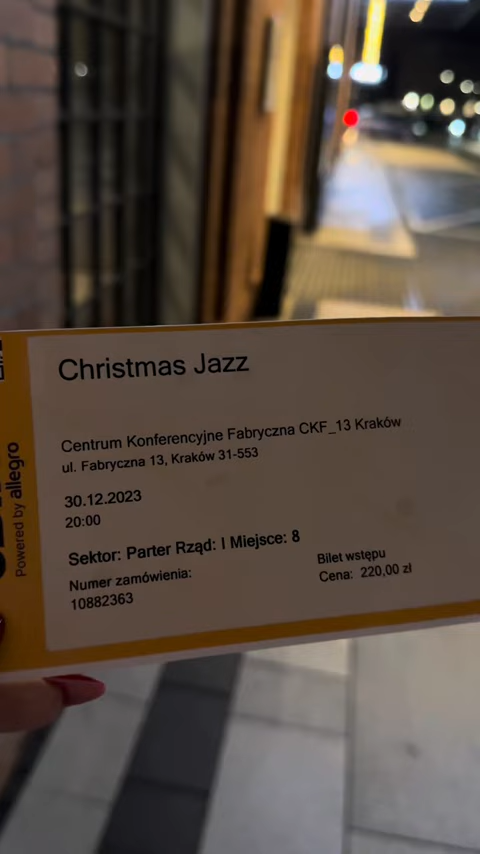 Christmas Jazz
Centrum Konferencyjne Fabryczna CKF_13 Kraków
ul. Fabryczna 13, Kraków 31-553
30.12.2023
20:00
Sektor: Parter Rząd: I Miejsce: 8
Numer zamówienia:
10882363
Bilet wstępu
Cena: 220,00 zł
Powered by allegro